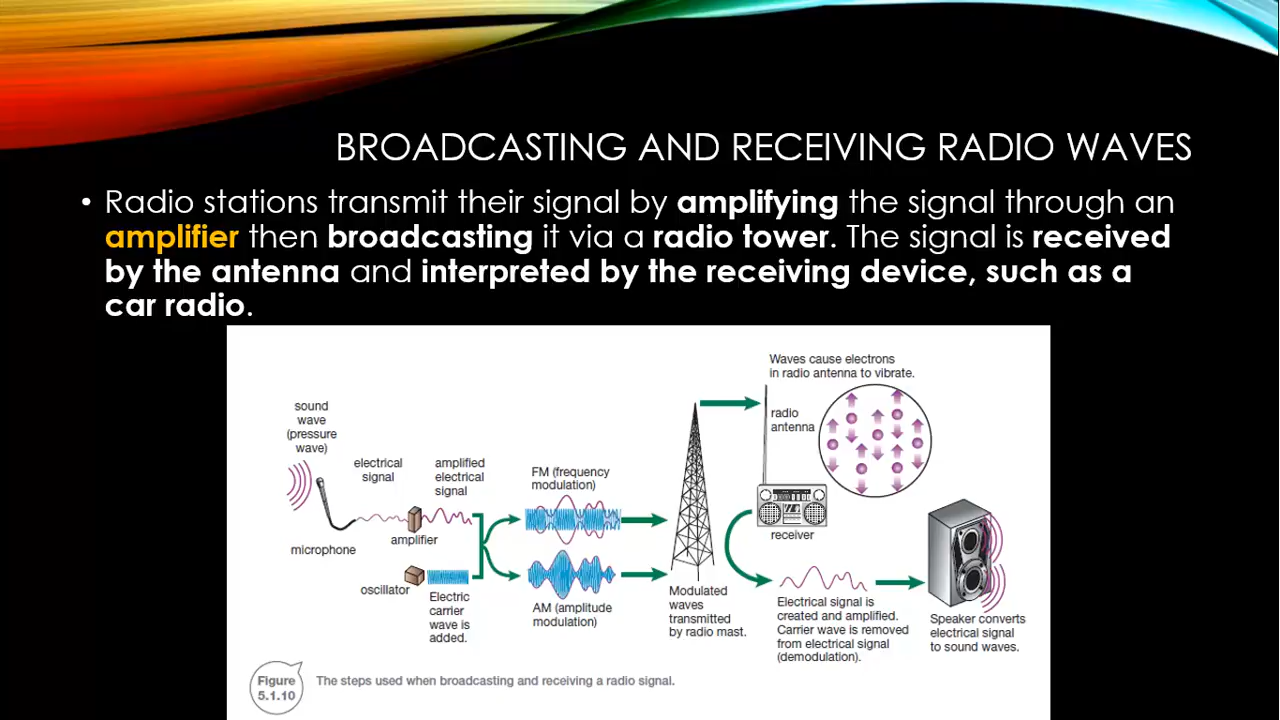 BROADCASTING AND RECEIVING RADIO WAVES
• Radio stations transmit their signal by amplifying the signal through an
amplifier then broadcasting it via a radio tower. The signal is received
by the antenna and interpreted by the receiving device, such as a
car radio.
Waves cause electrons
in radio antenna to vibrate.
sound
wave
(pressure
wave)
radio
antenna
electrical
signal
amplified
electrical
signal
FM (frequency
modulation)
microphone
amplifier
receiver
oscillator
Electric
carrier
wave is
added.
AM (amplitude
modulation)
Modulated
waves
transmitted
by radio mast.
Electrical signal is
created and amplified.
Carrier wave is removed
from electrical signal
(demodulation).
Speaker converts
electrical signal
to sound waves.
Figure
5.1.10
The steps used when broadcasting and receiving a radio signal.